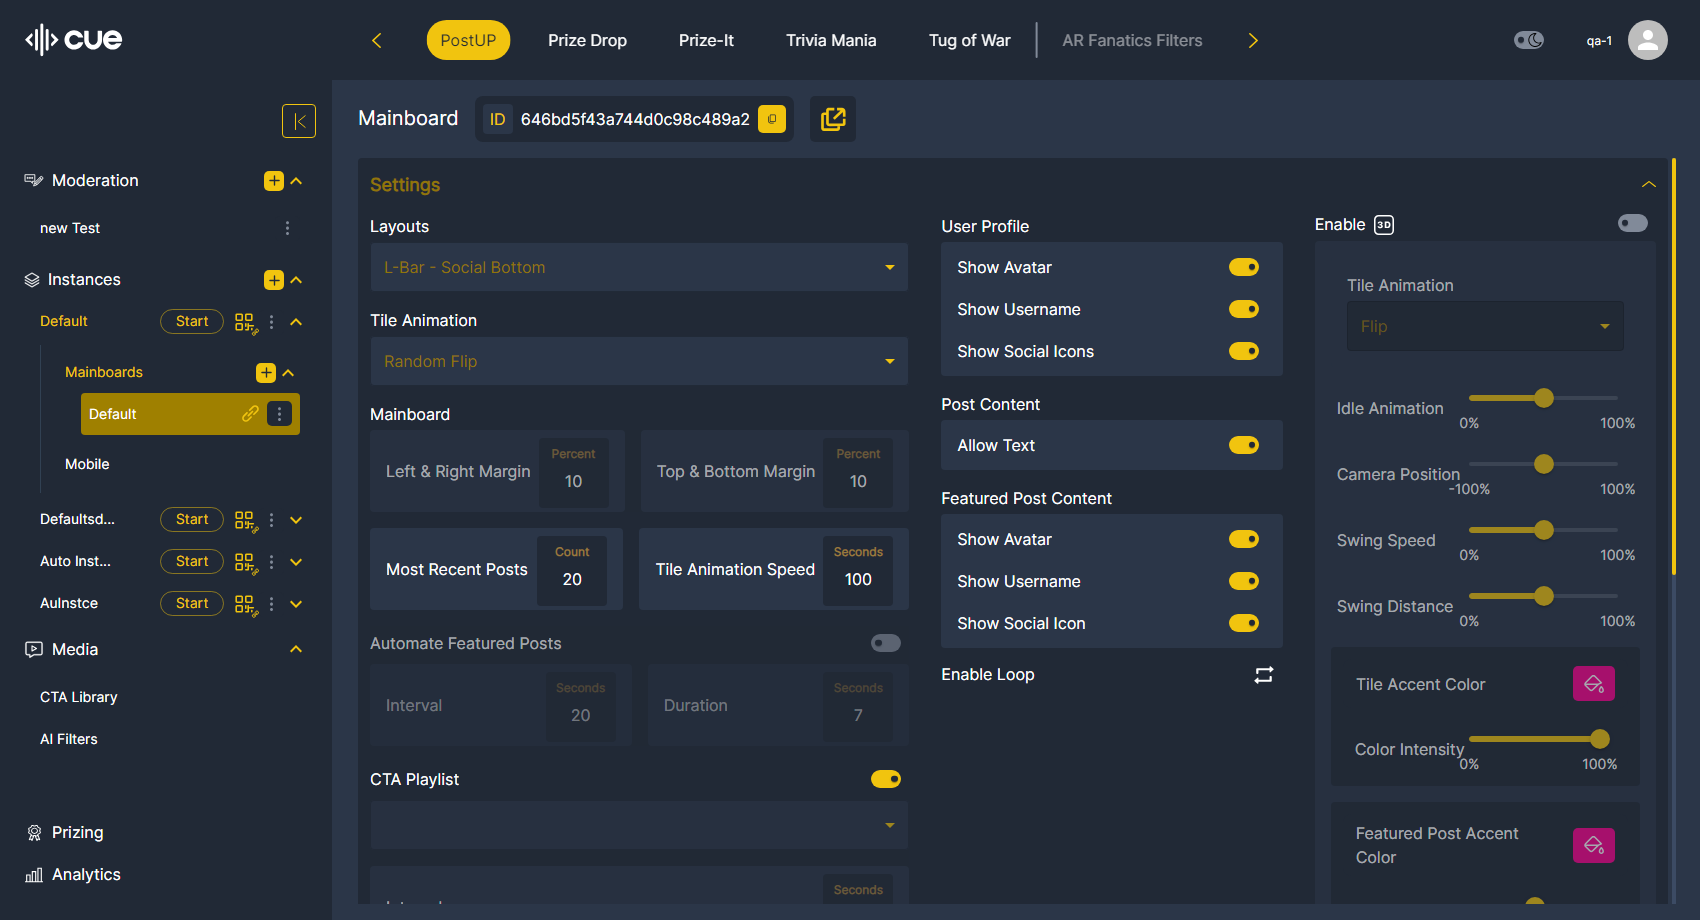 cue
PostUP
Prize Drop
Prize-It
Trivia Mania
Tug of War
AR Fanatics Filters
qa-1
Moderation
new Test
Instances
Default
Start
Mainboards
Default
Mobile
Defaultsd...
Start
Auto Inst...
Start
AuInstce
Start
Media
CTA Library
AI Filters
Prizing
Analytics
Mainboard
ID
646bd5f43a744d0c98c489a2
Settings
Layouts
L-Bar - Social Bottom
Tile Animation
Random Flip
Mainboard
Left & Right Margin
Percent
10
Top & Bottom Margin
Percent
10
Most Recent Posts
Count
20
Tile Animation Speed
Seconds
100
Automate Featured Posts
Interval
Seconds
20
Duration
Seconds
7
CTA Playlist
Seconds
User Profile
Show Avatar
Show Username
Show Social Icons
Post Content
Allow Text
Featured Post Content
Show Avatar
Show Username
Show Social Icon
Enable Loop
Enable
3D
Tile Animation
Flip
Idle Animation
0%
100%
Camera Position
-100%
100%
Swing Speed
0%
100%
Swing Distance
0%
100%
Tile Accent Color
Color Intensity
0%
100%
Featured Post Accent
Color